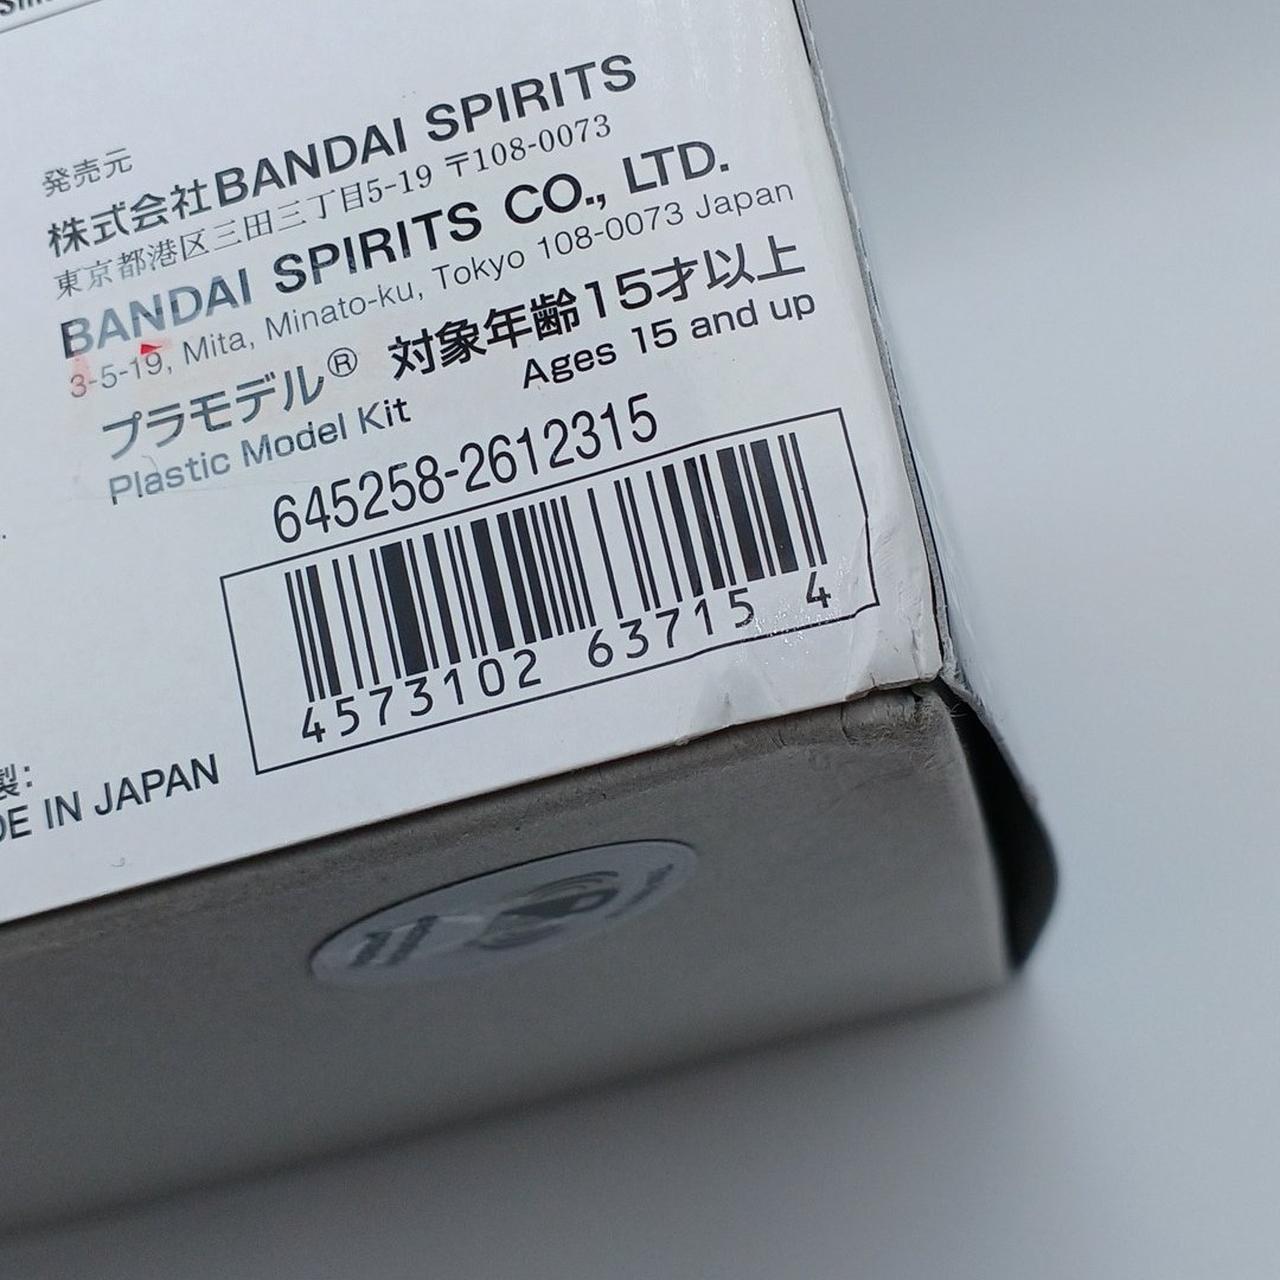 発売元
株式会社BANDAI SPIRITS
東京都港区三田三丁目5-19 〒108-0073
BANDAI SPIRITS CO., LTD.
3-5-19, Mita, Minato-ku, Tokyo 108-0073 Japan
プラモデル® 対象年齢15才以上
Plastic Model Kit Ages 15 and up
645258-2612315
4573102 63715 4
製:
DE IN JAPAN